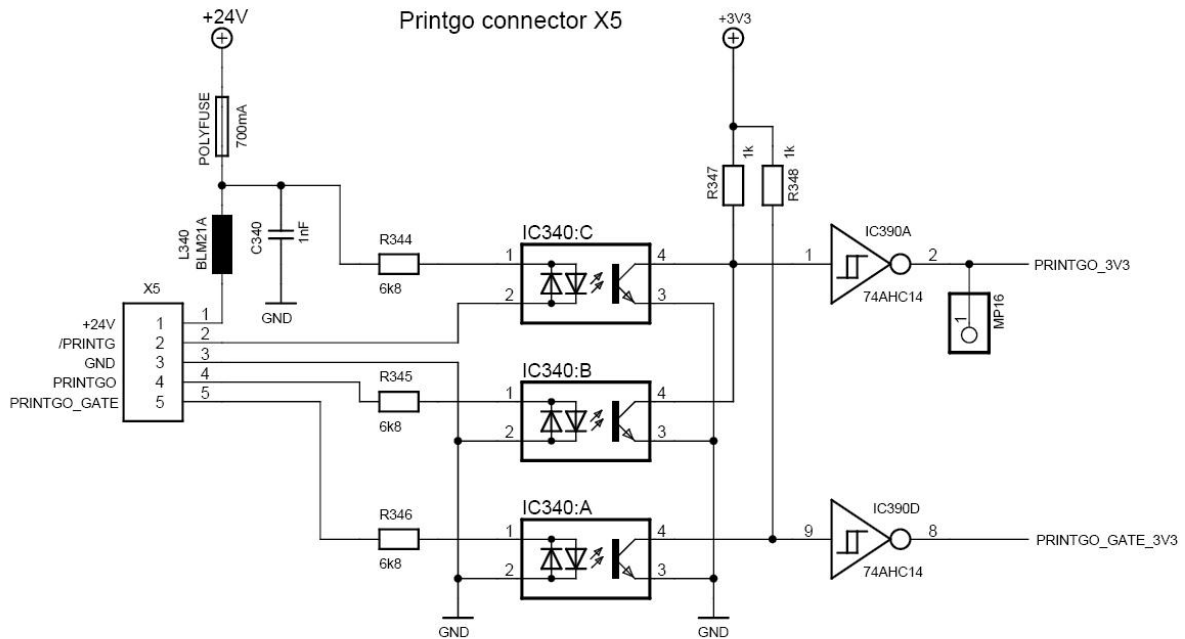 Printgo connector X5
+24V
+3V3
POLYFUSE
700mA
R347
1k
R348
1k
L340
BLM21A
C340
1nF
GND
R344
6k8
IC340:C
1
2
4
3
1
IC390A
74AHC14
2
PRINTGO_3V3
MP16
1
X5
+24V 1 1
/PRINTG 2 2
GND 3 3
PRINTGO 4 4
PRINTGO_GATE 5 5
R345
6k8
IC340:B
1
2
4
3
R346
6k8
IC340:A
1
2
4
3
9
IC390D
74AHC14
8
PRINTGO_GATE_3V3
GND
GND